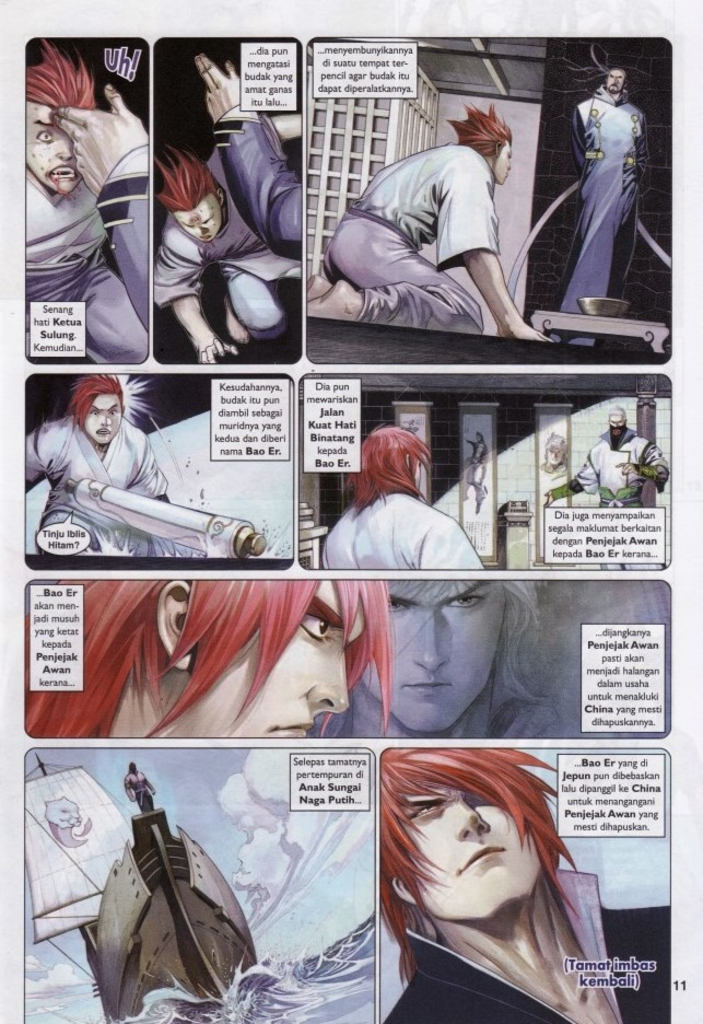 Uh!
Senang
hati Ketua
Sulung.
Kemudian...
...dia pun
mengatasi
budak yang
amat ganas
itu lalu...
...menyembunyikannya
di suatu tempat ter-
pencil agar budak itu
dapat diperalatkannya.
Tinju Iblis
Hitam?
Kesudahannya,
budak itu pun
diambil sebagai
muridnya yang
kedua dan diberi
nama Bao Er.
Dia pun
mewariskan
Jalan
Kuat Hati
Binatang
kepada
Bao Er.
Dia juga menyampaikan
segala maklumat berkaitan
dengan Penyejak Awan
kepada Bao Er kerana...
...Bao Er
akan men-
jadi musuh
yang ketat
kepada
Penjejak
Awan
kerana...
...dijangkanya
Penjejak Awan
pasti akan
menjadi halangan
dalam usaha
untuk menakluki
China yang mesti
dihapuskannya.
Selepas tamatnya
pertempuran di
Anak Sungai
Naga Putih...
...Bao Er yang di
Jepun pun dibebaskan
lalu dipanggil ke China
untuk menangangani
Penjejak Awan yang
mesti dihapuskan.
(Tamat imbas
kembali)
11